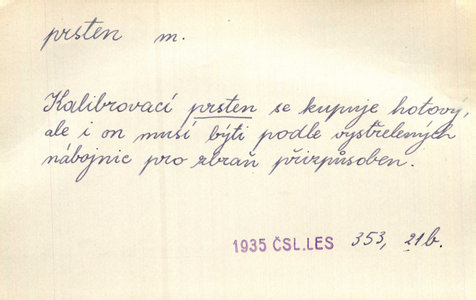 prsten m.
Kalibrovací prsten se kupuje hotový,
ale i on musí býti podle vystřelených
nábojnic pro zbraň přizpůsoben.
1935 ČSL.LES 353, 21b.